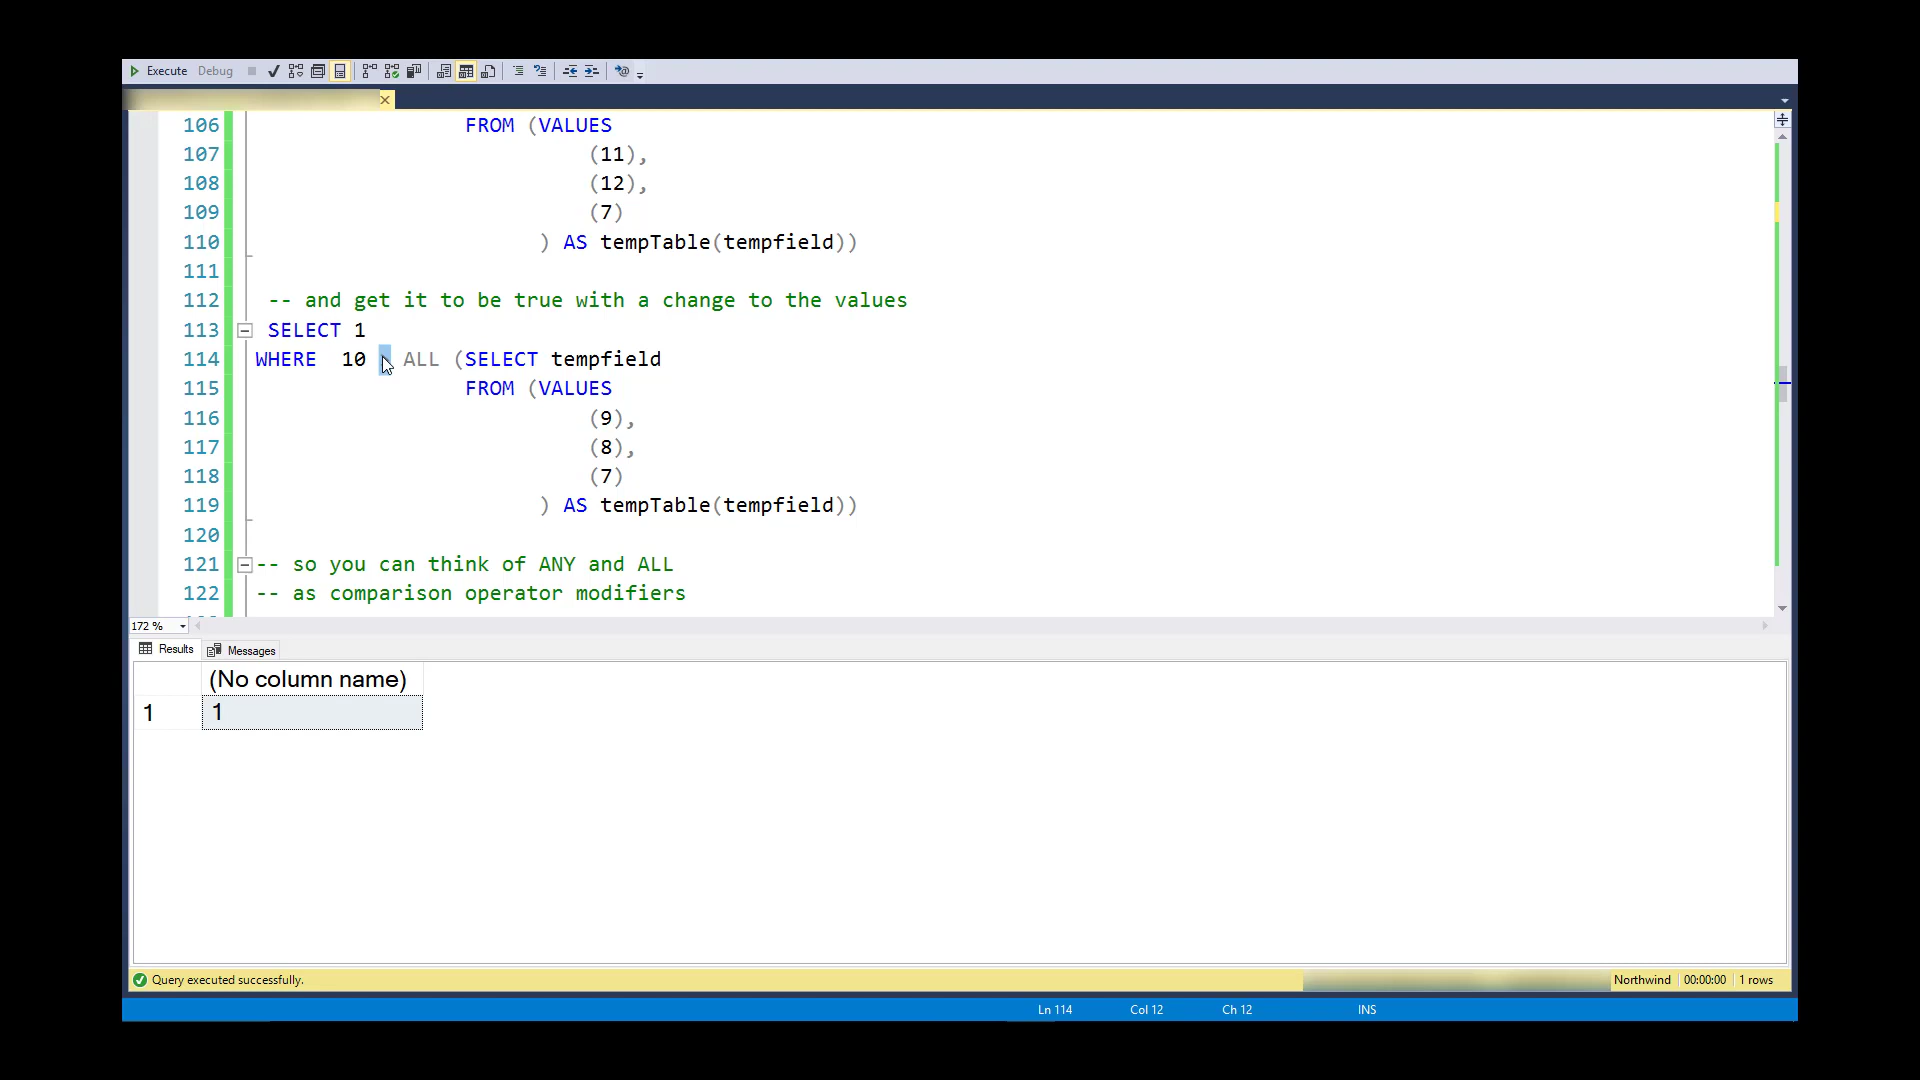 Execute Debug
106 FROM (VALUES
107 (11),
108 (12),
109 (7)
110 ) AS tempTable(tempfield))
111
112 -- and get it to be true with a change to the values
113 SELECT 1
114 WHERE 10 ALL (SELECT tempfield
115 FROM (VALUES
116 (9),
117 (8),
118 (7)
119 ) AS tempTable(tempfield))
120
121 -- so you can think of ANY and ALL
122 -- as comparison operator modifiers
172 %
Results Messages
(No column name)
1 1
Query executed successfully. Northwind 00:00:00 1 rows
Ln 114 Col 12 Ch 12 INS